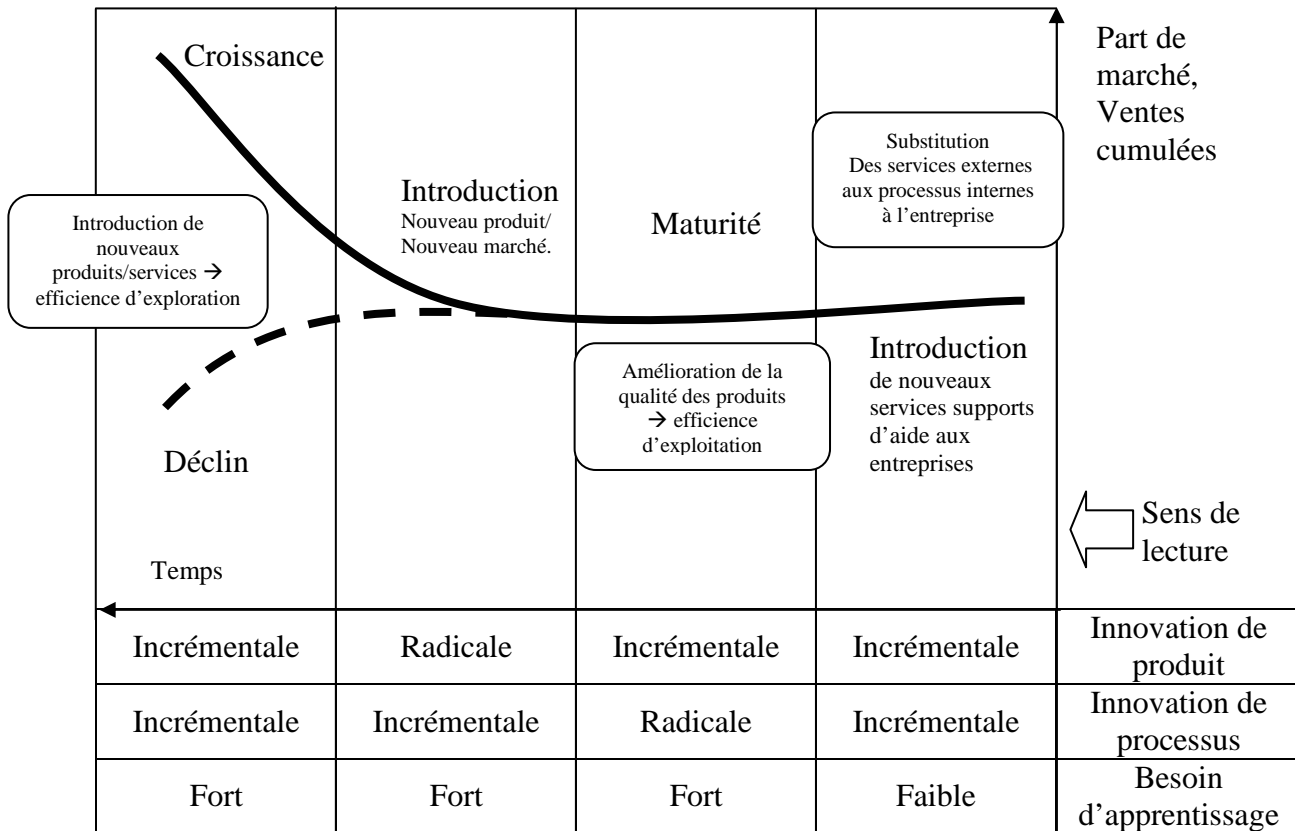 Croissance
Part de
marché,
Ventes
cumulées
Substitution
Des services externes
aux processus internes
à l’entreprise
Introduction
Nouveau produit/
Nouveau marché.
Maturité
Introduction de
nouveaux
produits/services →
efficience d’exploration
Introduction
de nouveaux
services supports
d’aide aux
entreprises
Amélioration de la
qualité des produits
→ efficience
d’exploitation
Déclin
Sens de
lecture
Temps
Incrémentale Radicale Incrémentale Incrémentale Innovation de
produit
Incrémentale Incrémentale Radicale Incrémentale Innovation de
processus
Fort Fort Fort Faible Besoin
d’apprentissage